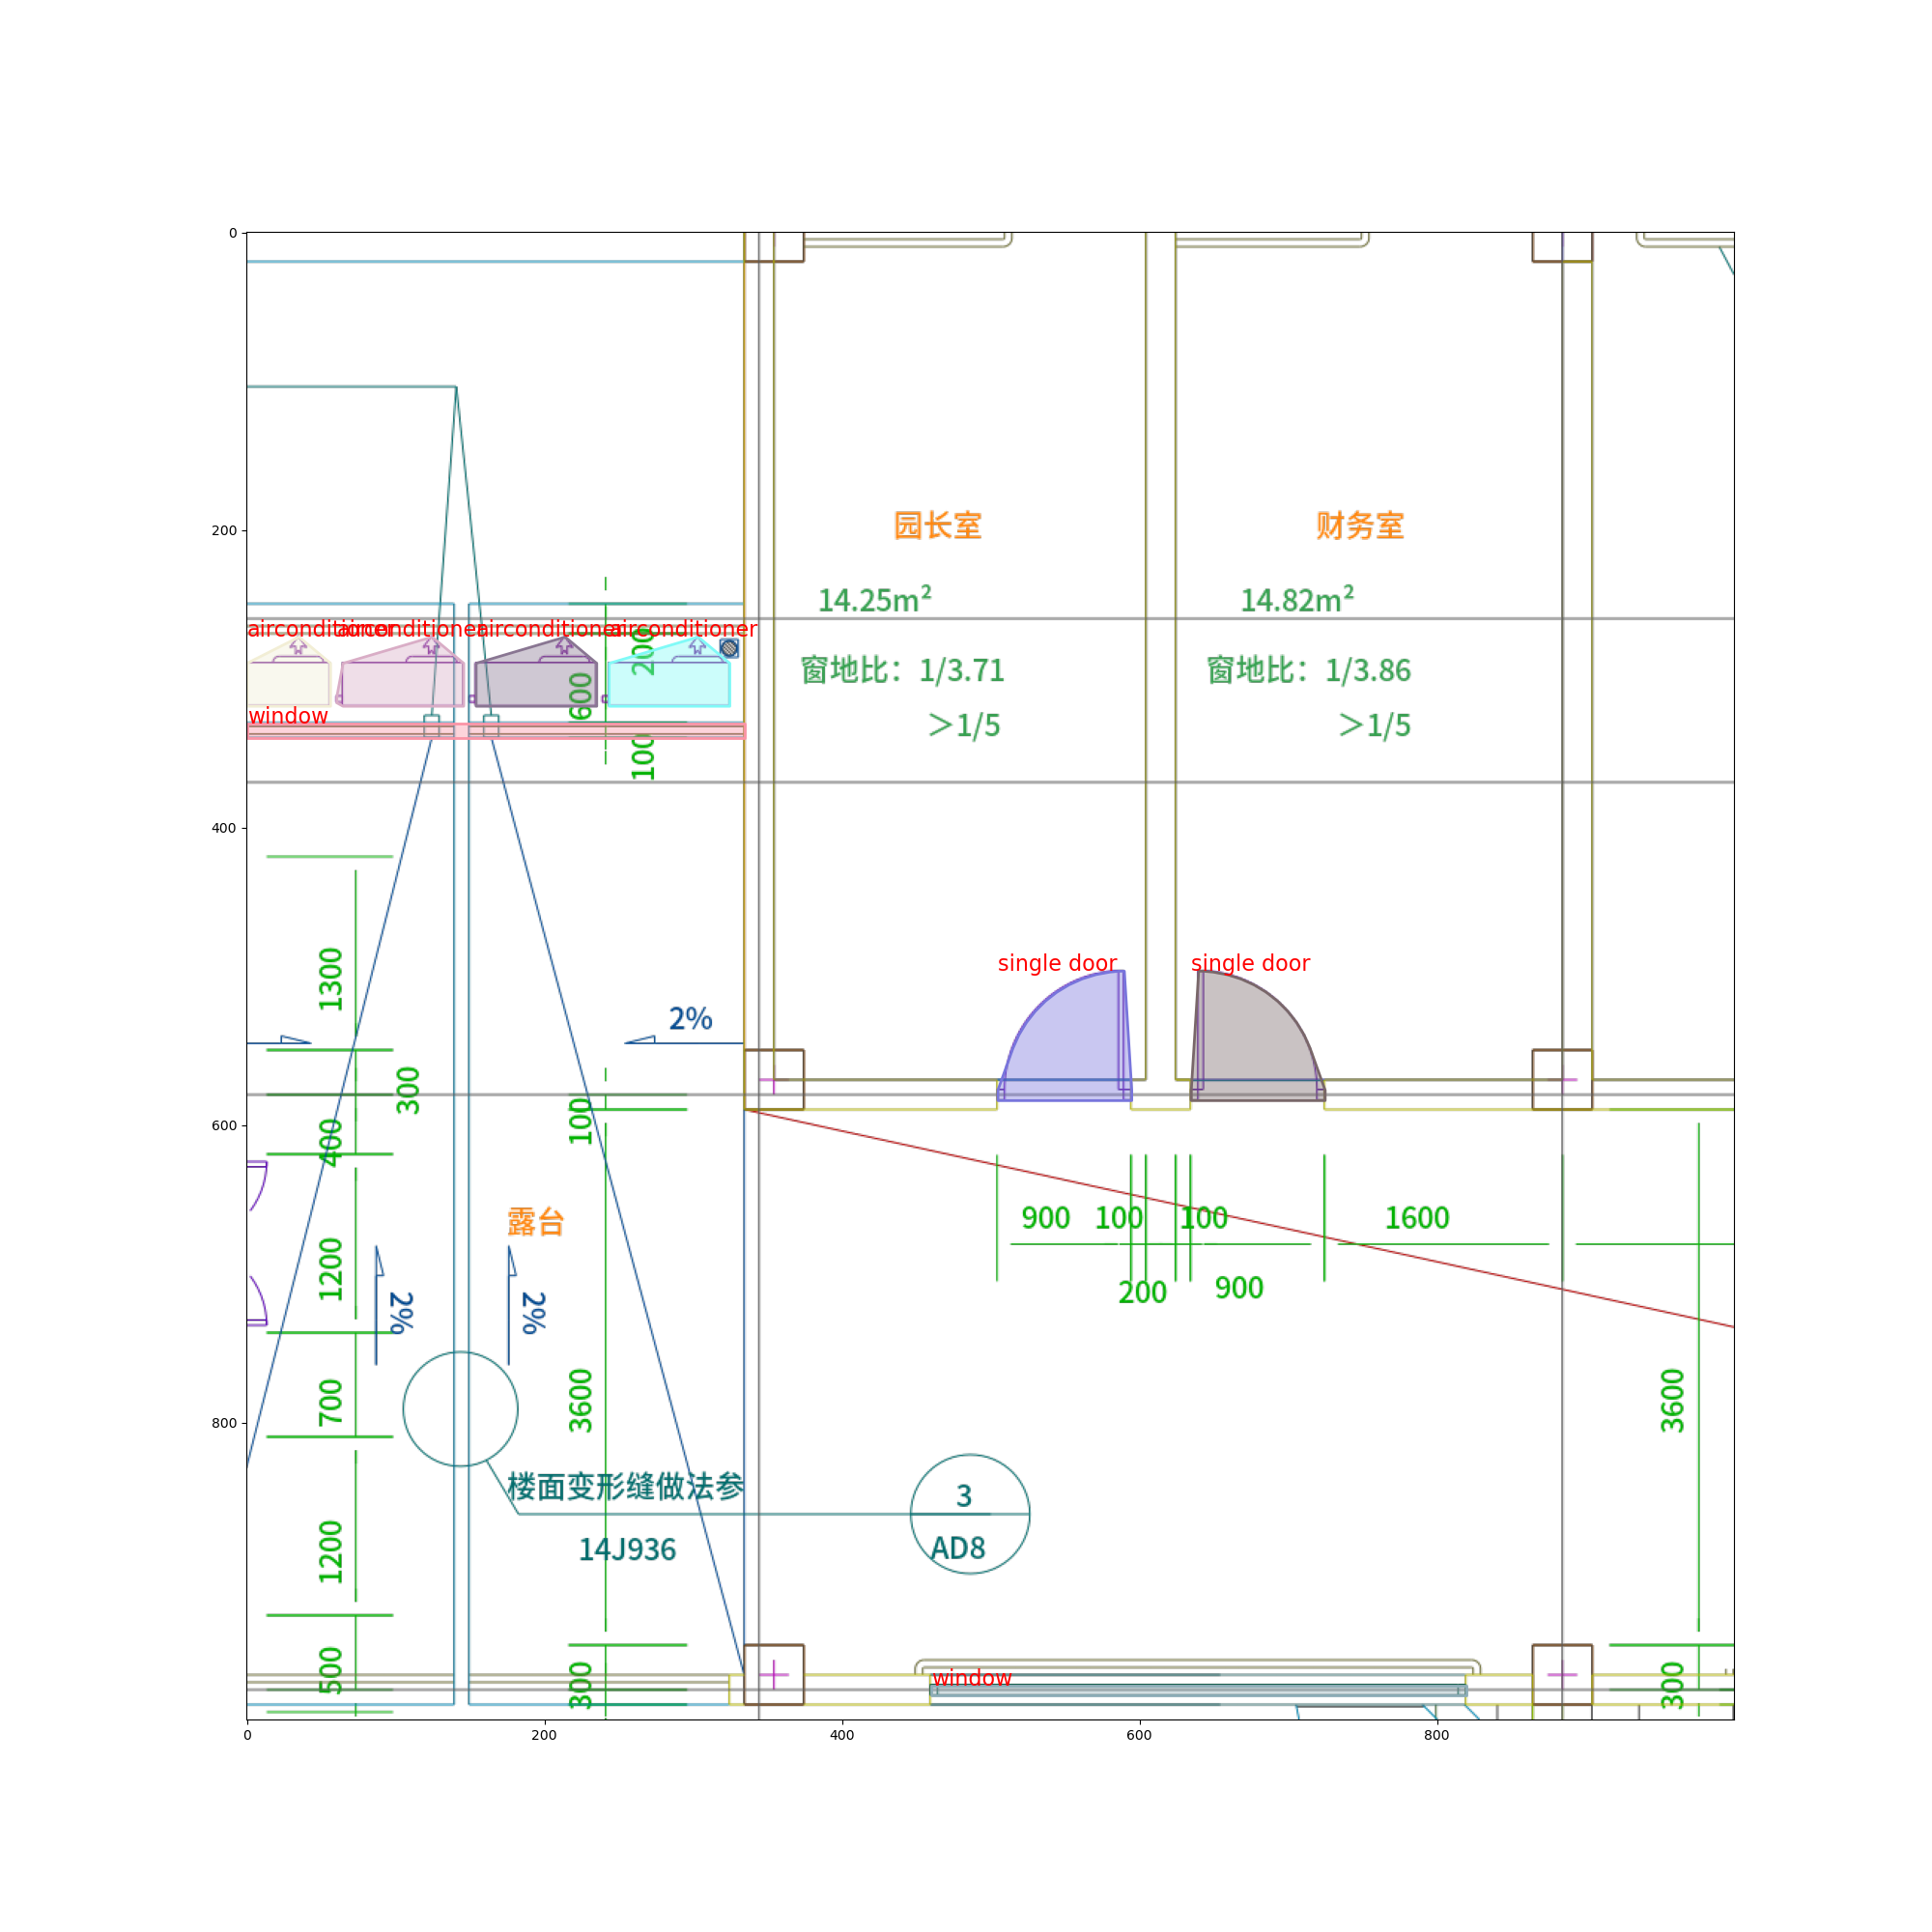 0
200
400
600
800
0
200
400
600
800
园长室
财务室
14.25m²
14.82m²
airconditioner
airconditioner
airconditioner
airconditioner
200
窗地比：1/3.71
窗地比：1/3.86
600
window
＞1/5
＞1/5
100
1300
single door
single door
2%
300
100
400
露台
900
100
100
1600
1200
200
900
2%
2%
700
3600
3600
楼面变形缝做法参
3
14J936
AD8
1200
500
300
window
300